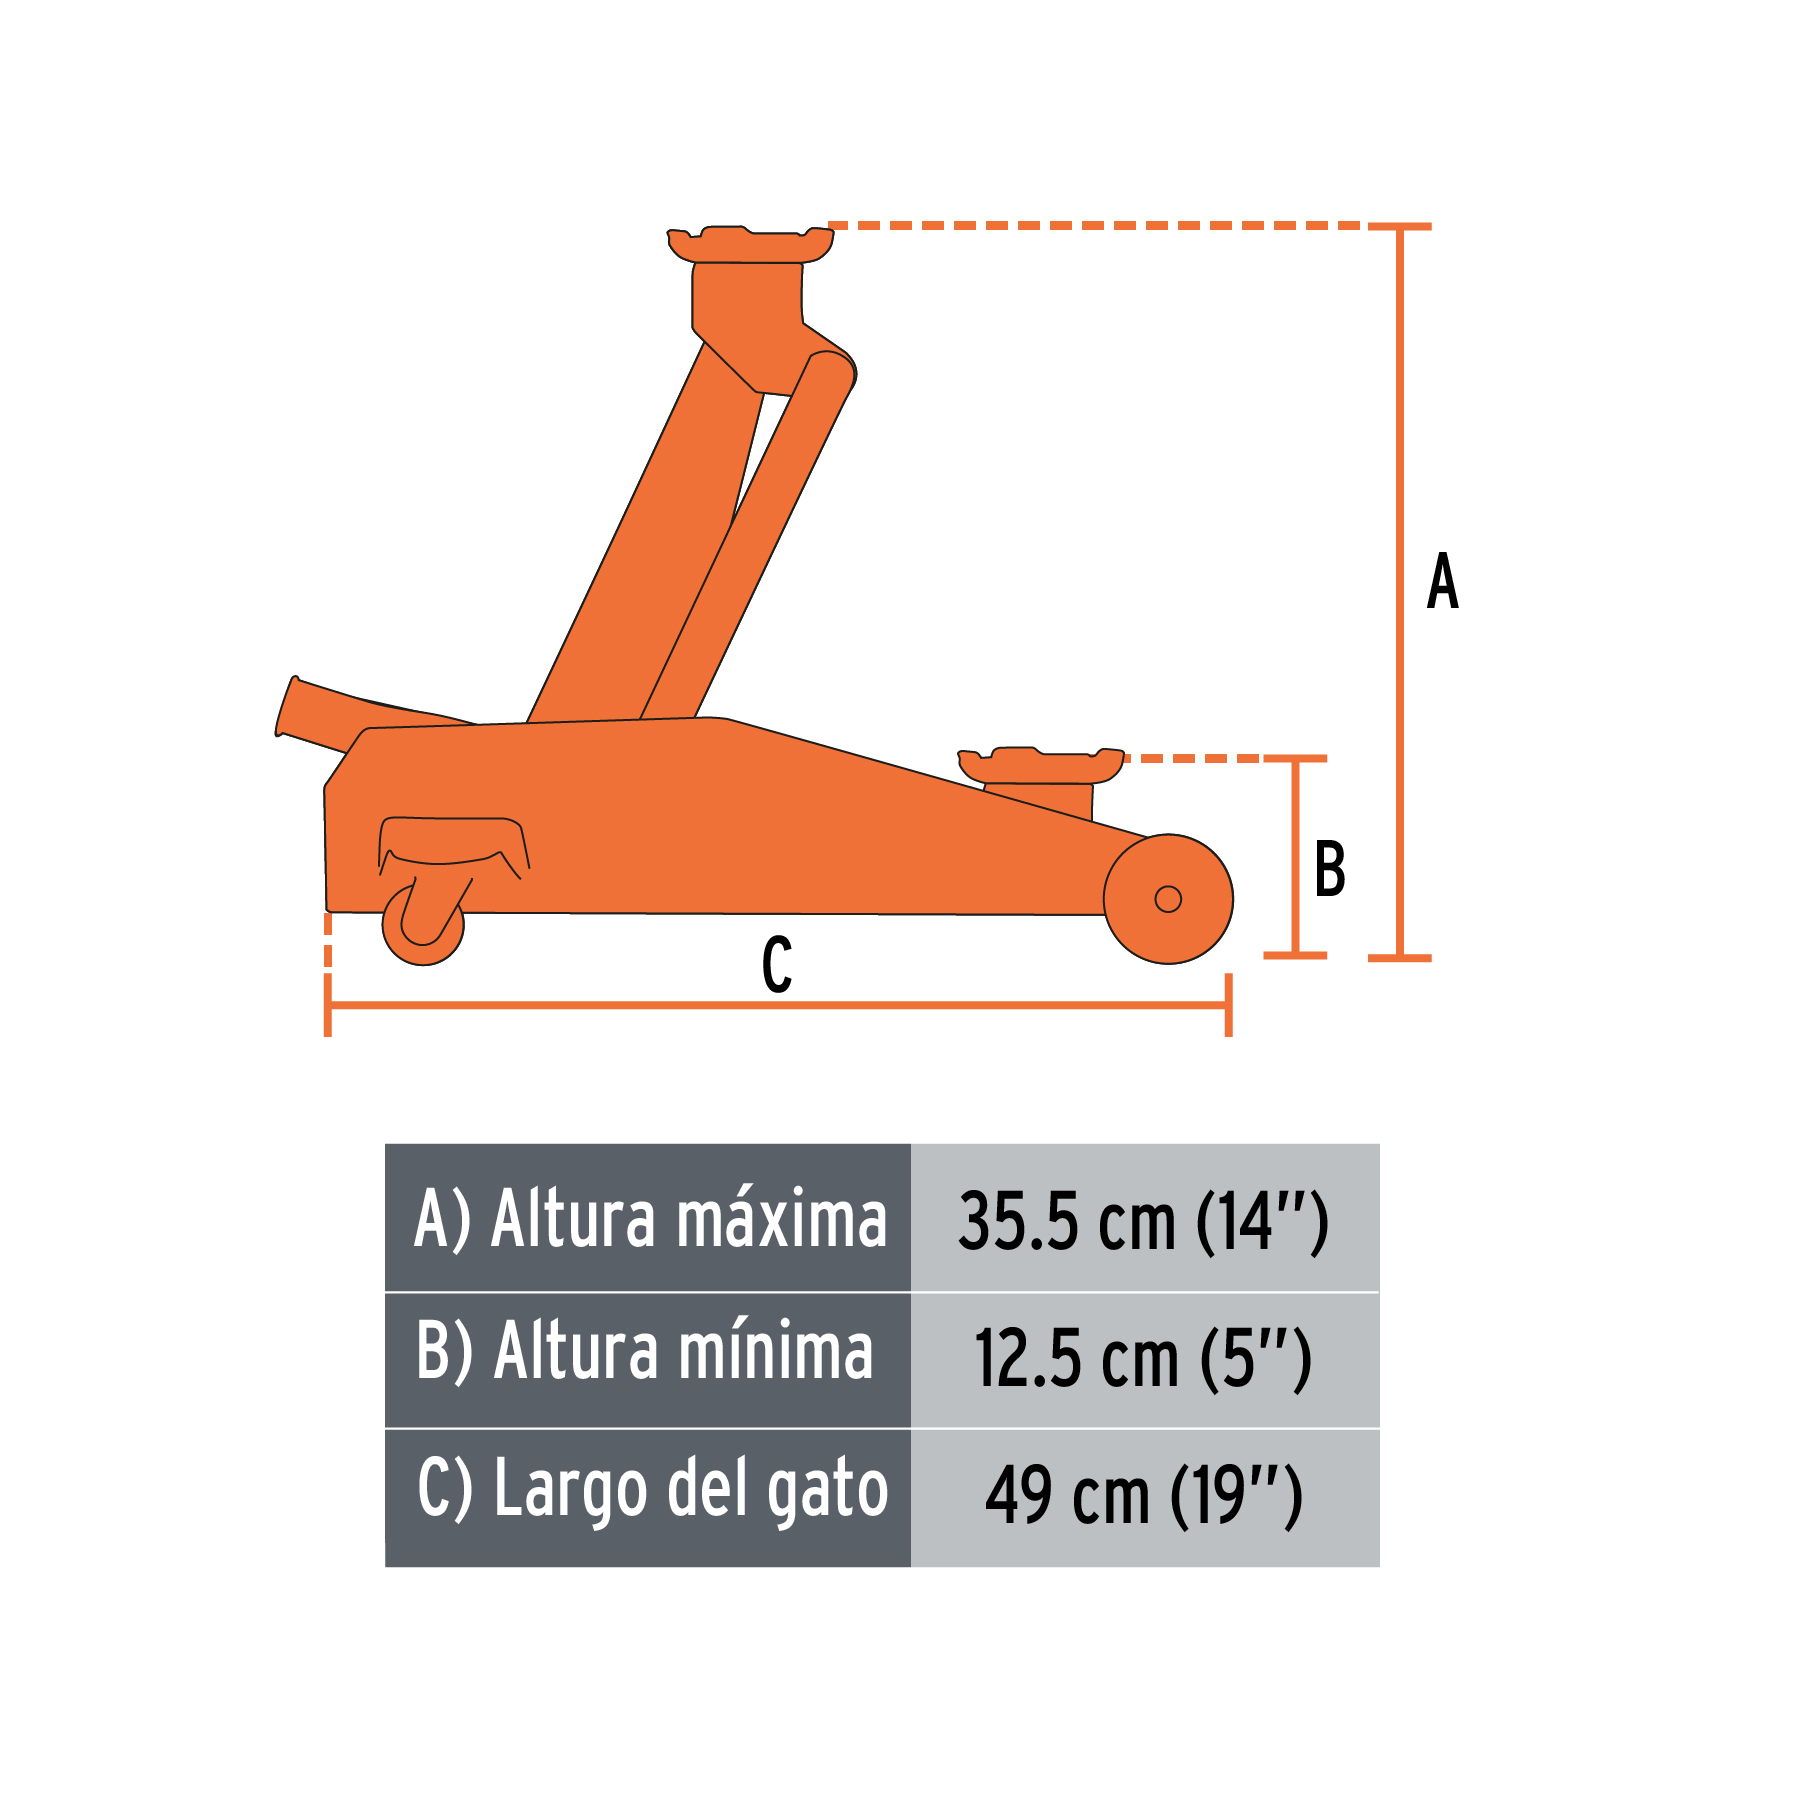 A
B
C
A) Altura máxima 35.5 cm (14”)
B) Altura mínima 12.5 cm (5”)
C) Largo del gato 49 cm (19”)